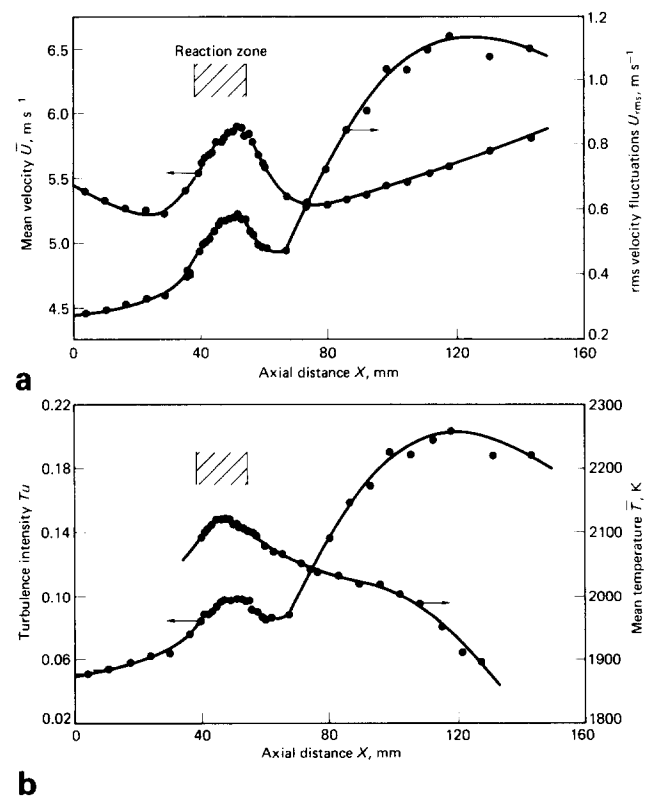 Reaction zone
Mean velocity U̅, m s⁻¹
6.5
6.0
5.5
5.0
4.5
rms velocity fluctuations Urms, m s⁻¹
1.2
1.0
0.8
0.6
0.4
0.2
0 40 80 120 160
Axial distance X, mm
a
Turbulence intensity Tu
0.22
0.18
0.14
0.10
0.06
0.02
Mean temperature T̅, K
2300
2200
2100
2000
1900
1800
0 40 80 120 160
Axial distance X, mm
b